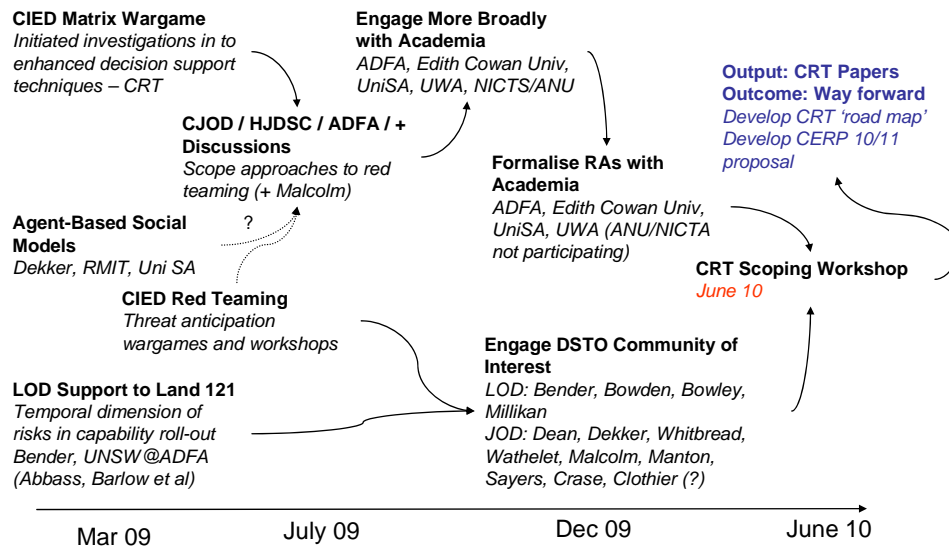 CIED Matrix Wargame
Initiated investigations in to
enhanced decision support
techniques – CRT
Engage More Broadly
with Academia
ADFA, Edith Cowan Univ,
UniSA, UWA, NICTS/ANU
Output: CRT Papers
Outcome: Way forward
Develop CRT ‘road map’
Develop CERP 10/11
proposal
CJOD / HJDSC / ADFA / +
Discussions
Scope approaches to red
teaming (+ Malcolm)
Formalise RAs with
Academia
ADFA, Edith Cowan Univ,
UniSA, UWA (ANU/NICTA
not participating)
?
Agent-Based Social
Models
Dekker, RMIT, Uni SA
CRT Scoping Workshop
June 10
CIED Red Teaming
Threat anticipation
wargames and workshops
Engage DSTO Community of
Interest
LOD: Bender, Bowden, Bowley,
Millikan
JOD: Dean, Dekker, Whitbread,
Wathelet, Malcolm, Manton,
Sayers, Crase, Clothier (?)
LOD Support to Land 121
Temporal dimension of
risks in capability roll-out
Bender, UNSW@ADFA
(Abbass, Barlow et al)
Mar 09
July 09
Dec 09
June 10